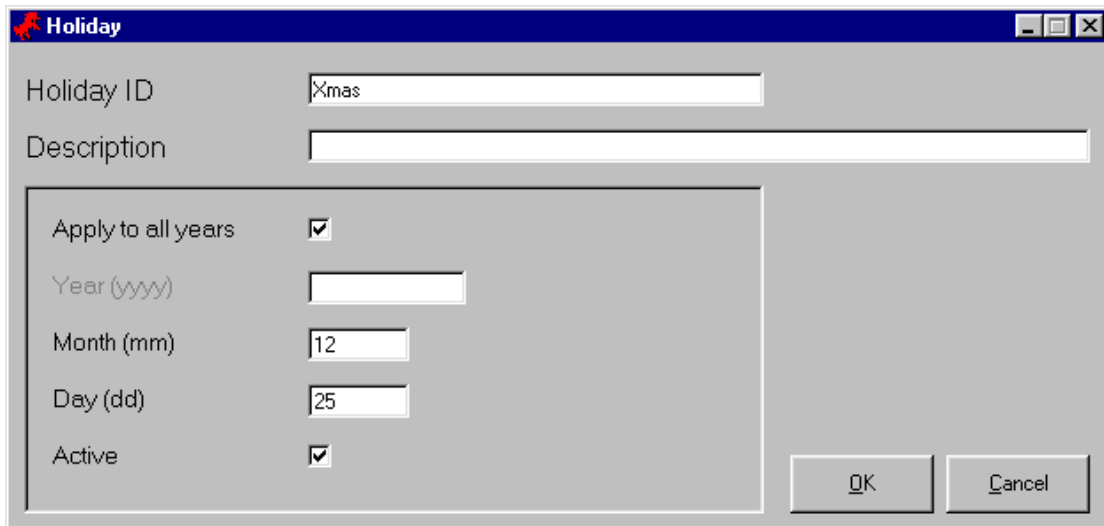 Holiday
Holiday ID Xmas
Description
Apply to all years
Year (yyyy)
Month (mm) 12
Day (dd) 25
Active
OK Cancel